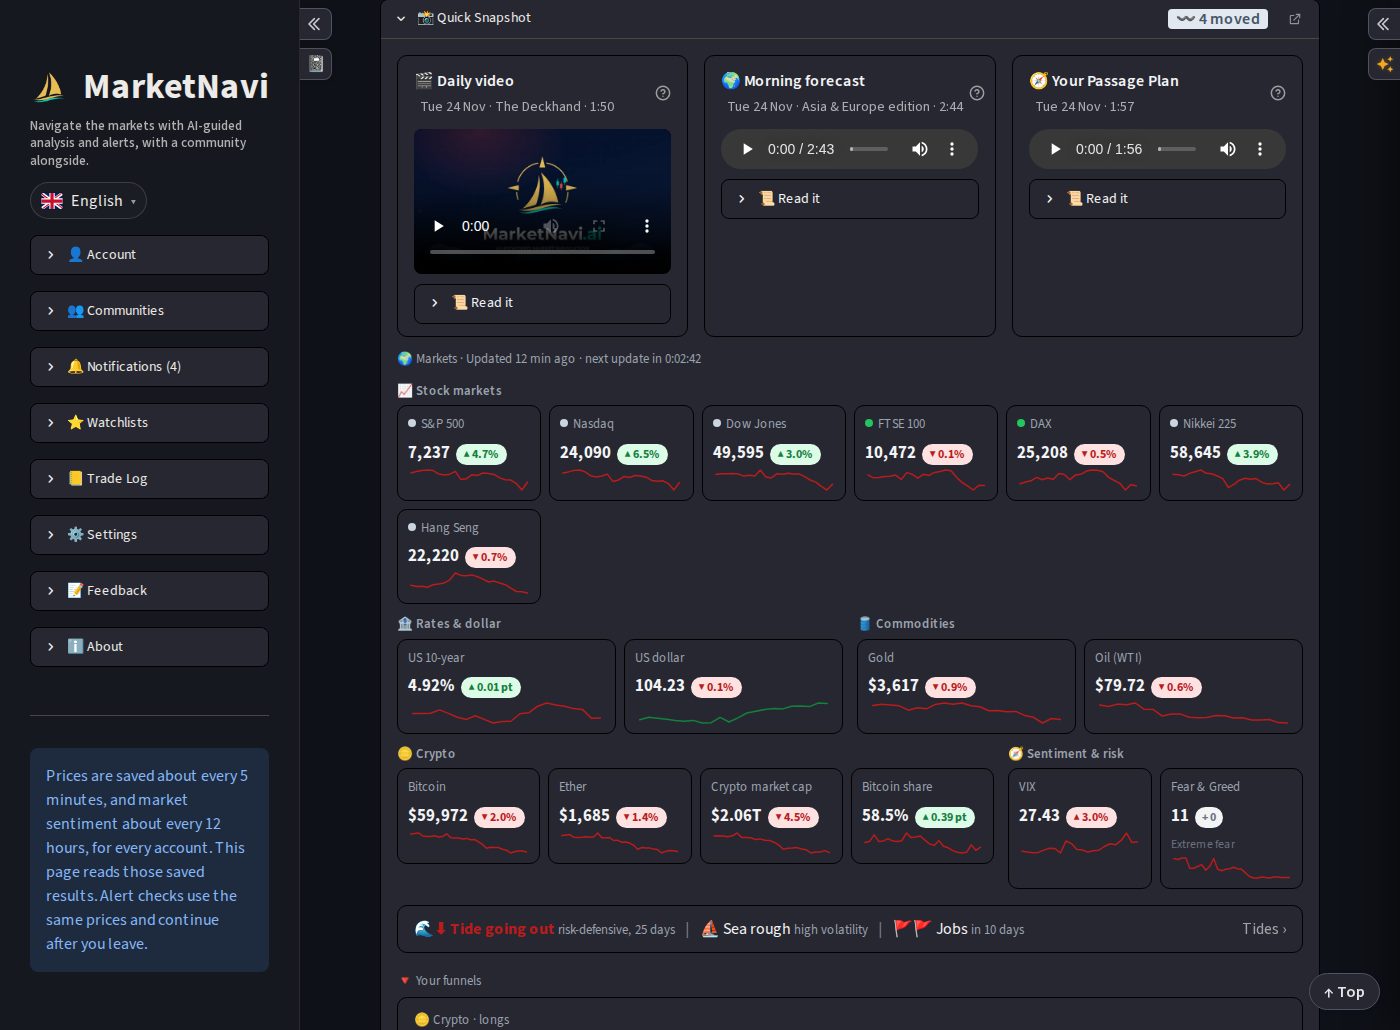 MarketNavi
Navigate the markets with AI-guided
analysis and alerts, with a community
alongside.
English
Account
Communities
Notifications (4)
Watchlists
Trade Log
Settings
Feedback
About
Prices are saved about every 5
minutes, and market
sentiment about every 12
hours, for every account. This
page reads those saved
results. Alert checks use the
same prices and continue
after you leave.
Quick Snapshot
4 moved
Daily video
Tue 24 Nov · The Deckhand · 1:50
MarketNavi.ai
0:00
Read it
Morning forecast
Tue 24 Nov · Asia & Europe edition · 2:44
0:00 / 2:43
Read it
Your Passage Plan
Tue 24 Nov · 1:57
0:00 / 1:56
Read it
Markets · Updated 12 min ago · next update in 0:02:42
Stock markets
S&P 500
7,237 ▲ 4.7%
Nasdaq
24,090 ▲ 6.5%
Dow Jones
49,595 ▲ 3.0%
FTSE 100
10,472 ▼ 0.1%
DAX
25,208 ▼ 0.5%
Nikkei 225
58,645 ▲ 3.9%
Hang Seng
22,220 ▼ 0.7%
Rates & dollar
US 10-year
4.92% ▲ 0.01 pt
US dollar
104.23 ▼ 0.1%
Commodities
Gold
$3,617 ▼ 0.9%
Oil (WTI)
$79.72 ▼ 0.6%
Crypto
Bitcoin
$59,972 ▼ 2.0%
Ether
$1,685 ▼ 1.4%
Crypto market cap
$2.06T ▼ 4.5%
Bitcoin share
58.5% ▲ 0.39 pt
Sentiment & risk
VIX
27.43 ▲ 3.0%
Fear & Greed
11 +0
Extreme fear
Tide going out risk-defensive, 25 days | Sea rough high volatility | Jobs in 10 days
Tides ›
Your funnels
Crypto · longs
↑ Top